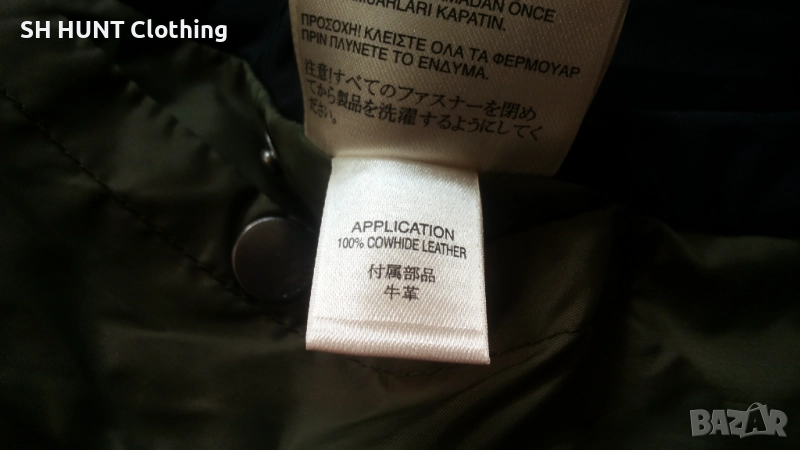 SH HUNT Clothing
ÖNCE
KAPATIN.
ΠΡΟΣΟΧΗ! ΚΛΕΙΣΤΕ ΟΛΑ ΤΑ ΦΕΡΜΟΥΑΡ
ΠΡΙΝ ΠΛΥΝΕΤΕ ΤΟ ΕΝΔΥΜΑ.
注意!すべてのファスナーを閉め
てから製品を洗濯するようにしてく
ださい。
APPLICATION
100% COWHIDE LEATHER
付属部品
牛革
BAZAR